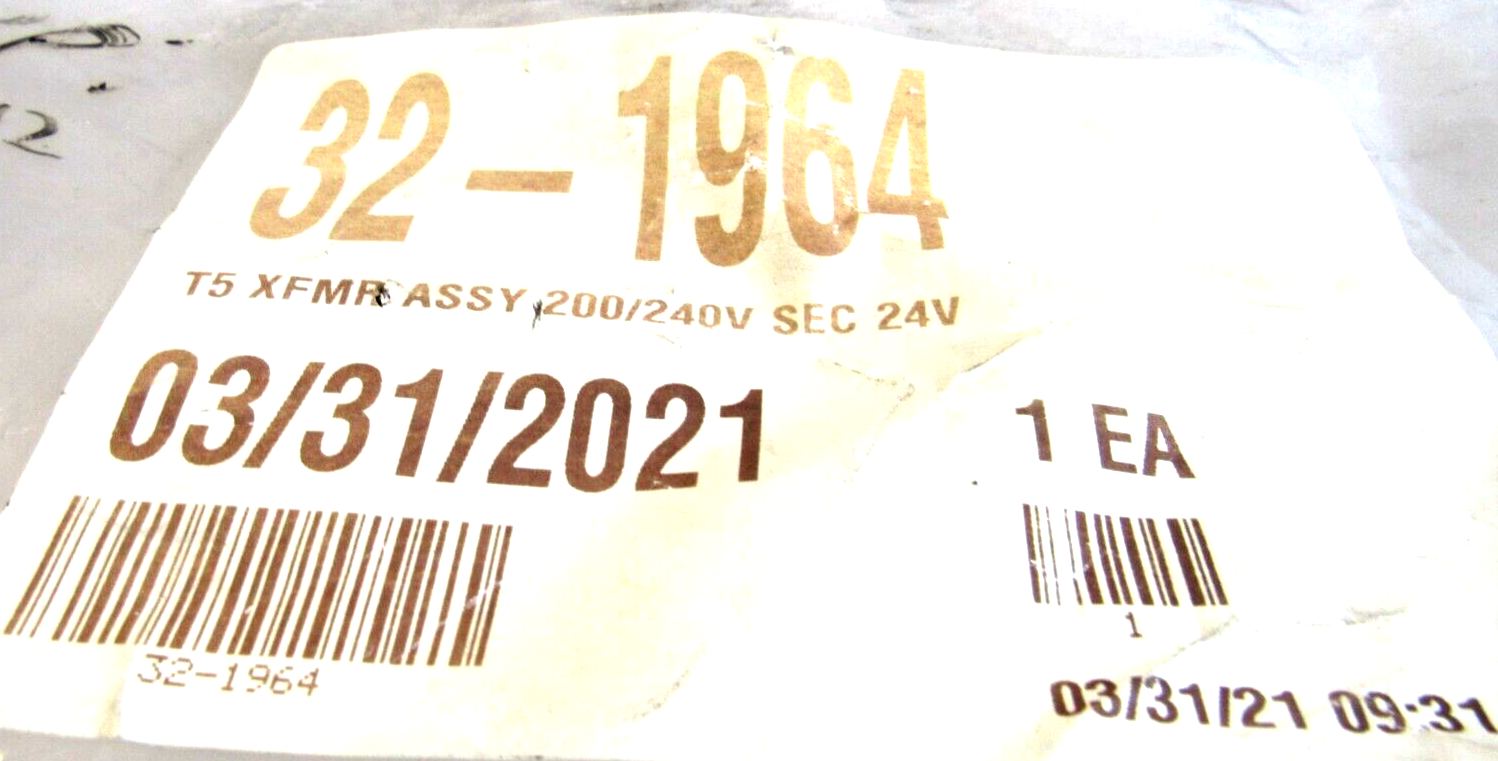 32-1964
T5 XFMR ASSY, 200/240V SEC 24V
03/31/2021
1 EA
32-1964
1
03/31/21 09:31